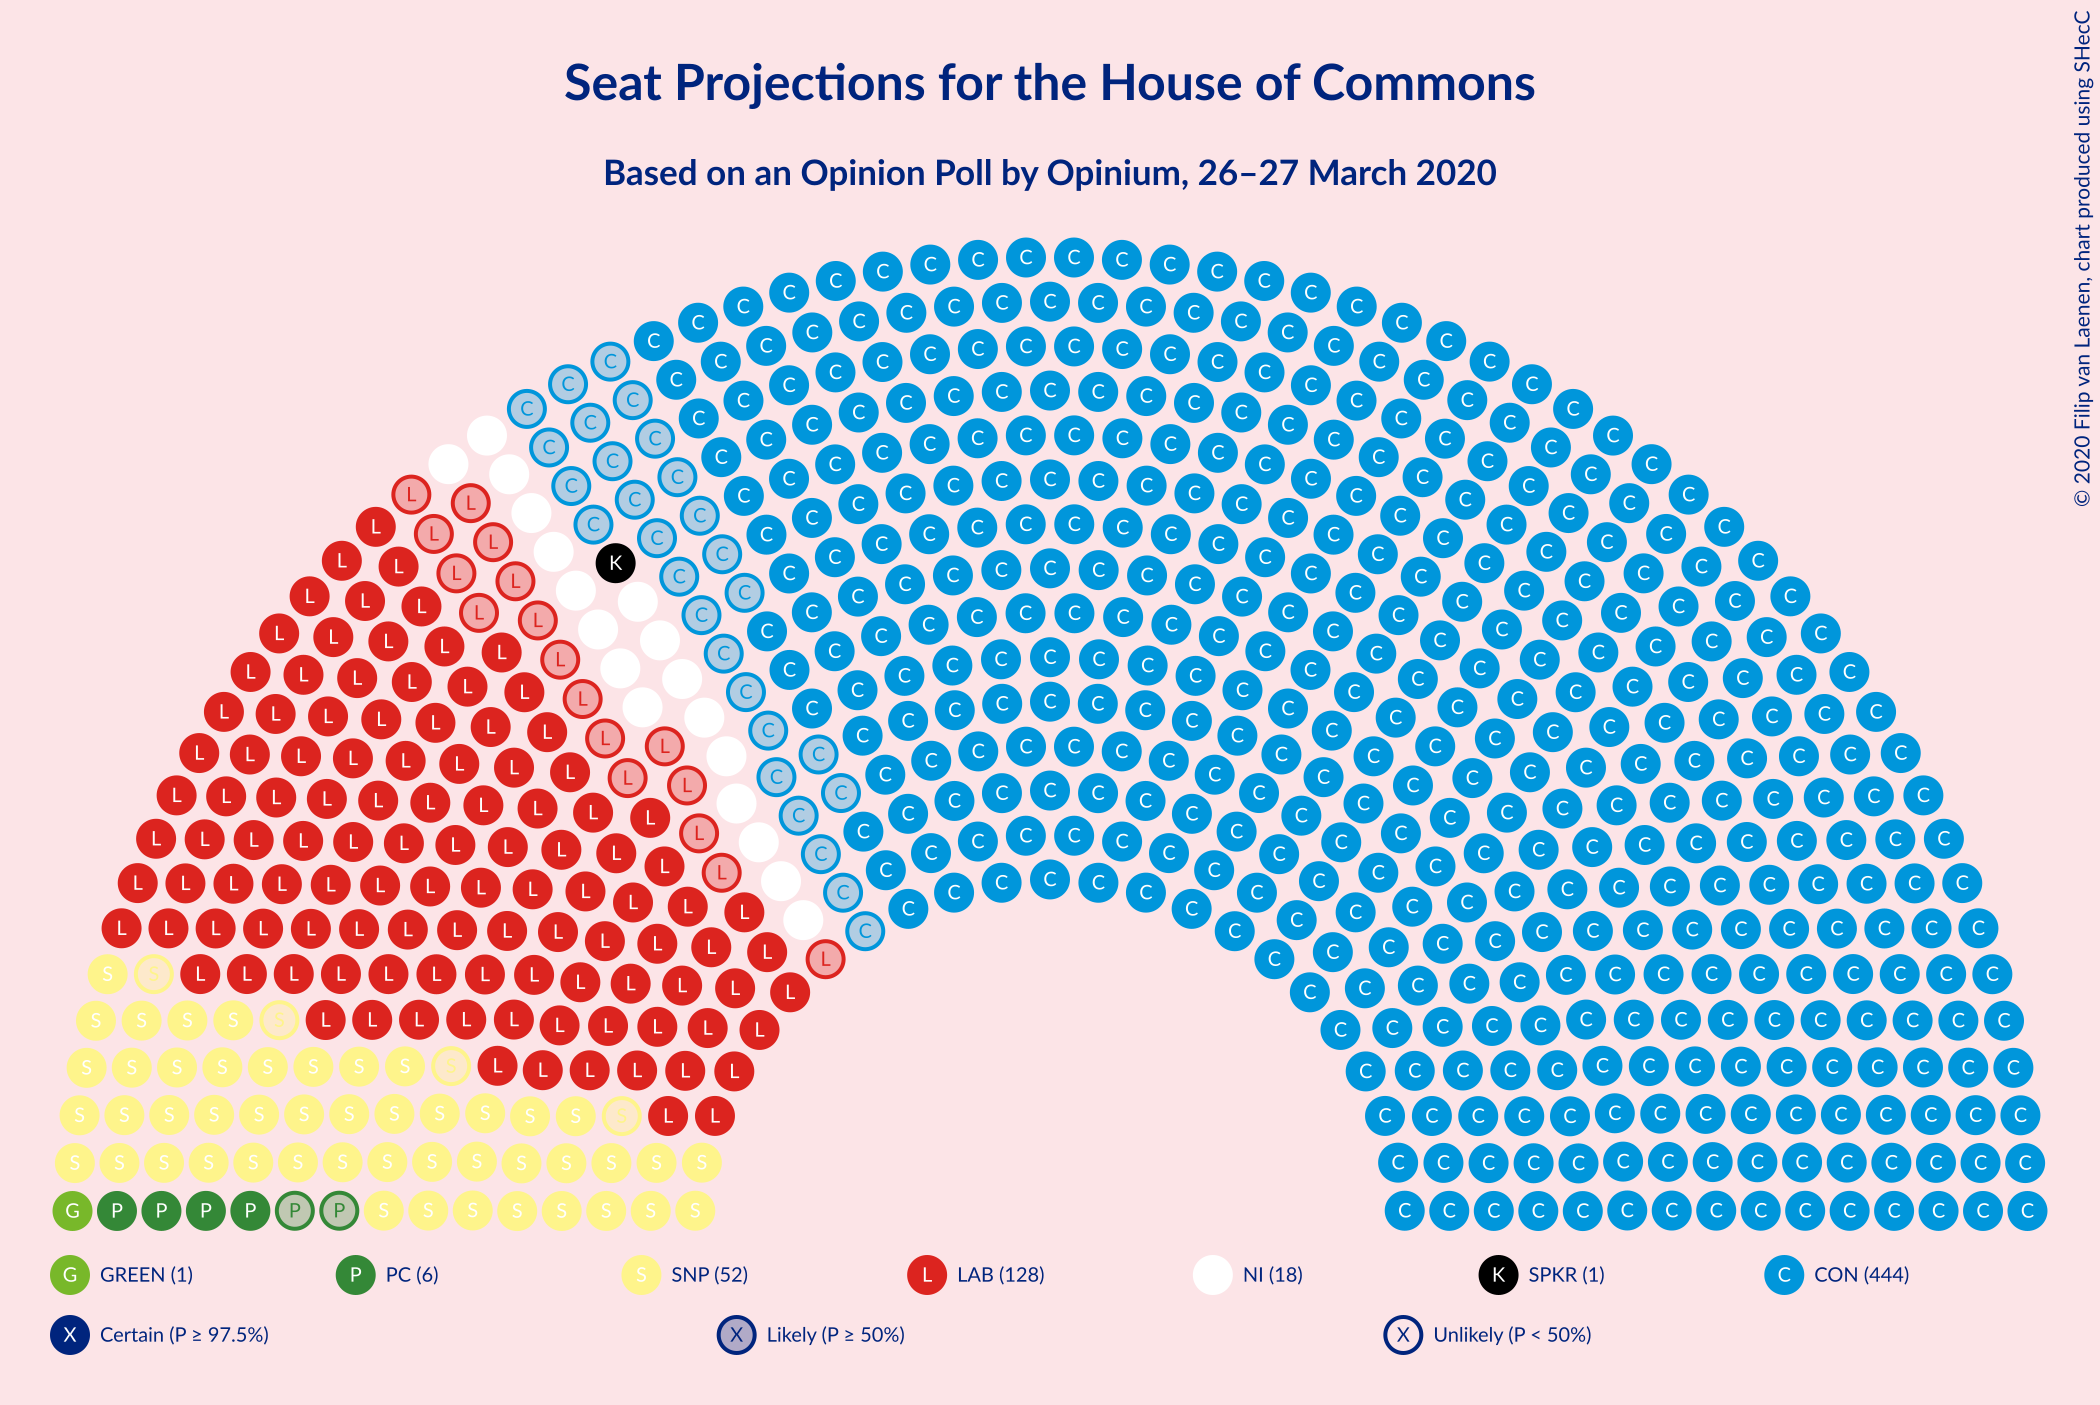 Seat Projections for the House of Commons
Based on an Opinion Poll by Opinium, 26–27 March 2020
© 2020 Filip van Laenen, chart produced using SHecC
G GREEN (1)
P PC (6)
S SNP (52)
L LAB (128)
NI (18)
K SPKR (1)
C CON (444)
X Certain (P ≥ 97.5%)
X Likely (P ≥ 50%)
X Unlikely (P < 50%)